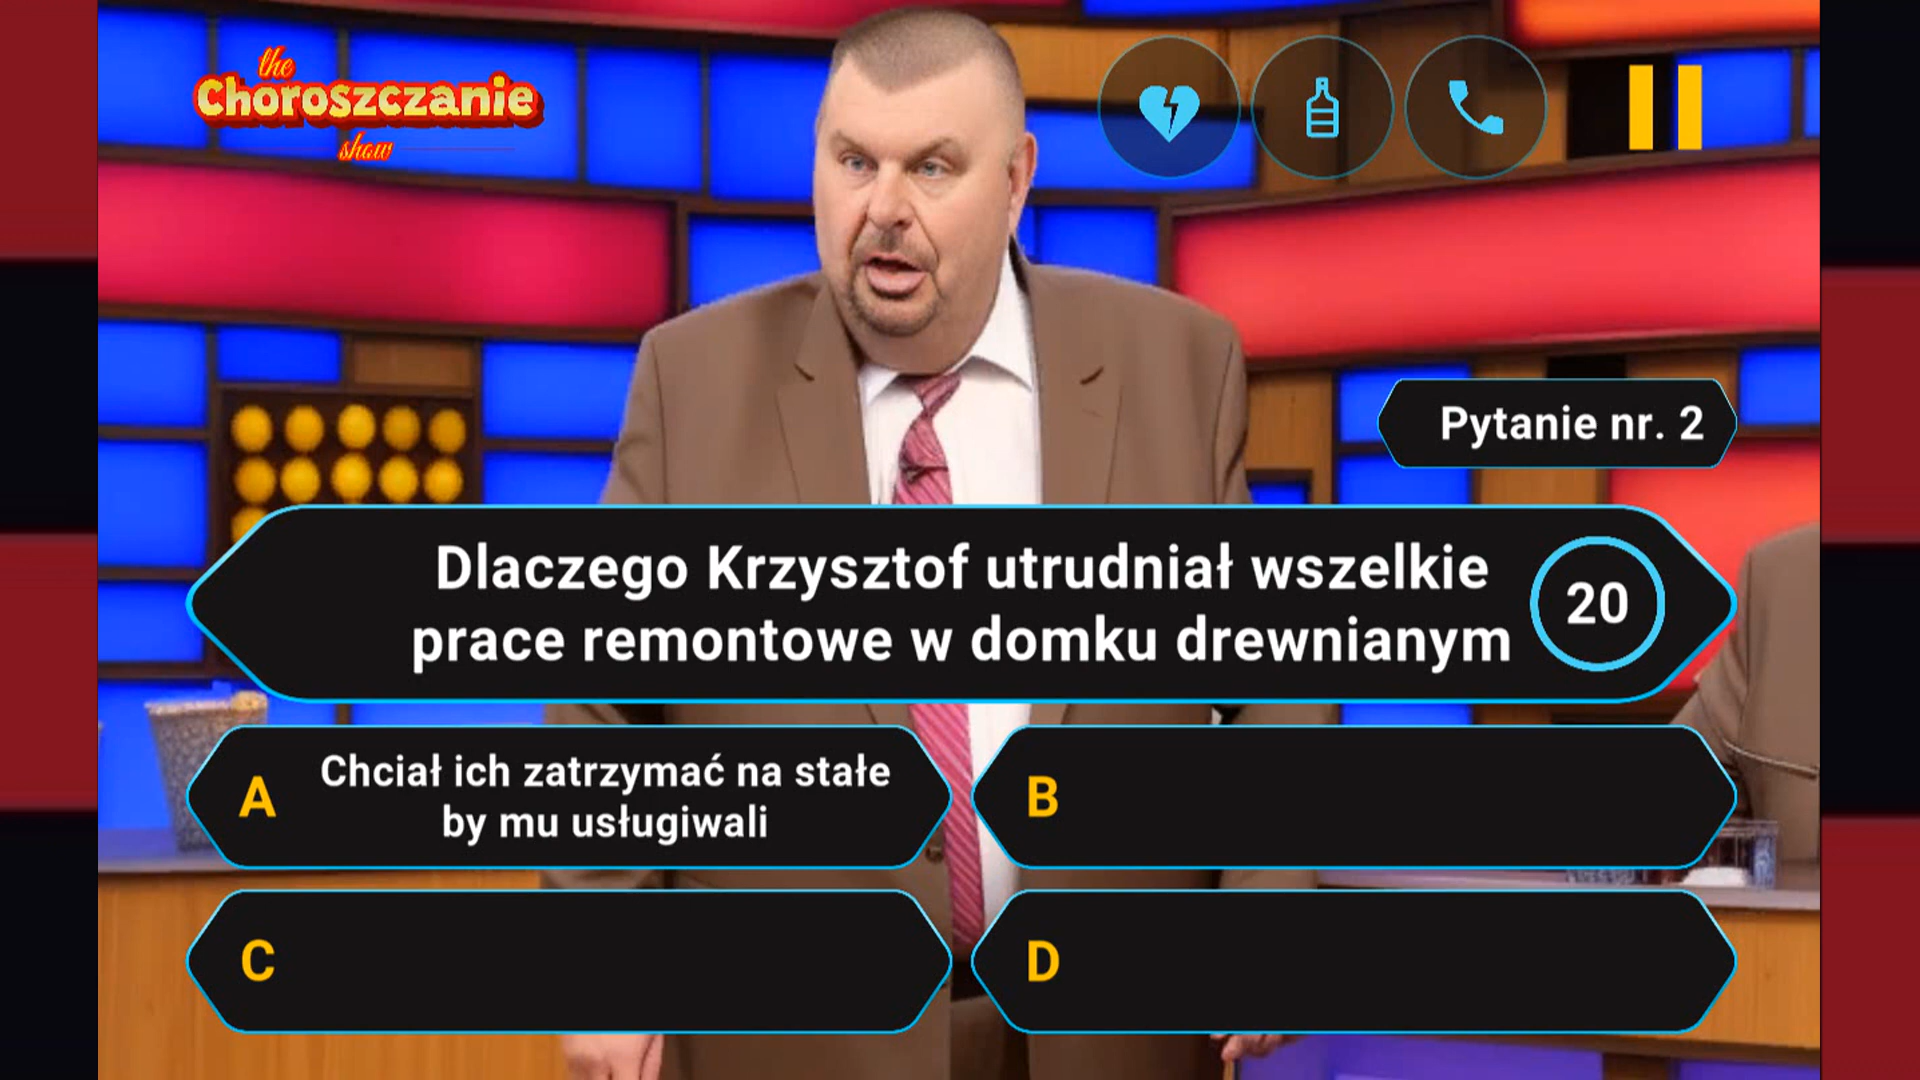 the
Choroszczanie
show
Pytanie nr. 2
Dlaczego Krzysztof utrudniał wszelkie
prace remontowe w domku drewnianym
20
A
Chciał ich zatrzymać na stałe
by mu usługiwali
B
C
D